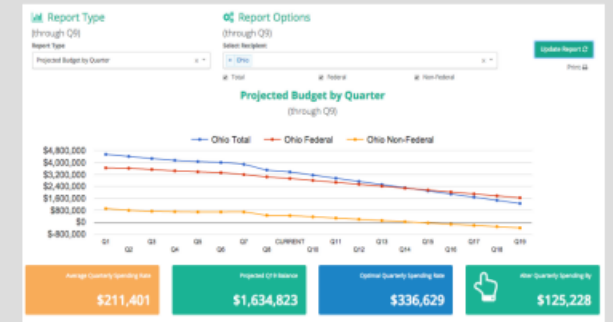 Report Type
(through Q9)
Report Type
Projected Budget by Quarter
Report Options
(through Q9)
Select Recipient
× Ohio
Total
Federal
Non-Federal
Update Report
Print
Projected Budget by Quarter
(through Q9)
Ohio Total Ohio Federal Ohio Non-Federal
$4,800,000
$4,000,000
$3,200,000
$2,400,000
$1,600,000
$800,000
$0
$-800,000
Q1 Q2 Q3 Q4 Q5 Q6 Q7 Q8 CURRENT Q10 Q11 Q12 Q13 Q14 Q15 Q16 Q17 Q18 Q19
Average Quarterly Spending Rate
$211,401
Projected Q19 Balance
$1,634,823
Optimal Quarterly Spending Rate
$336,629
Alter Quarterly Spending By
$125,228